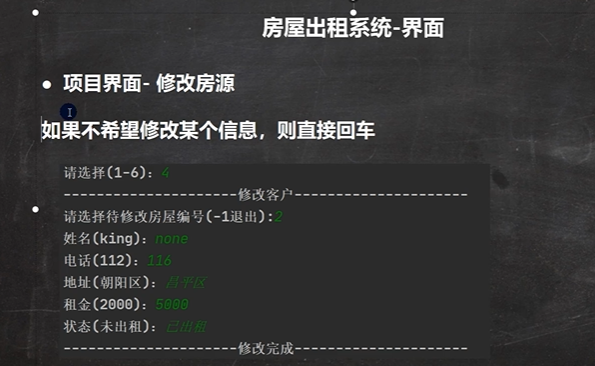 房屋出租系统-界面
● 项目界面- 修改房源
如果不希望修改某个信息，则直接回车
请选择(1-6)：4
---------------------修改客户---------------------
请选择待修改房屋编号(-1退出):2
姓名(king)：none
电话(112)：116
地址(朝阳区)：昌平区
租金(2000)：5000
状态(未出租)：已出租
---------------------修改完成---------------------